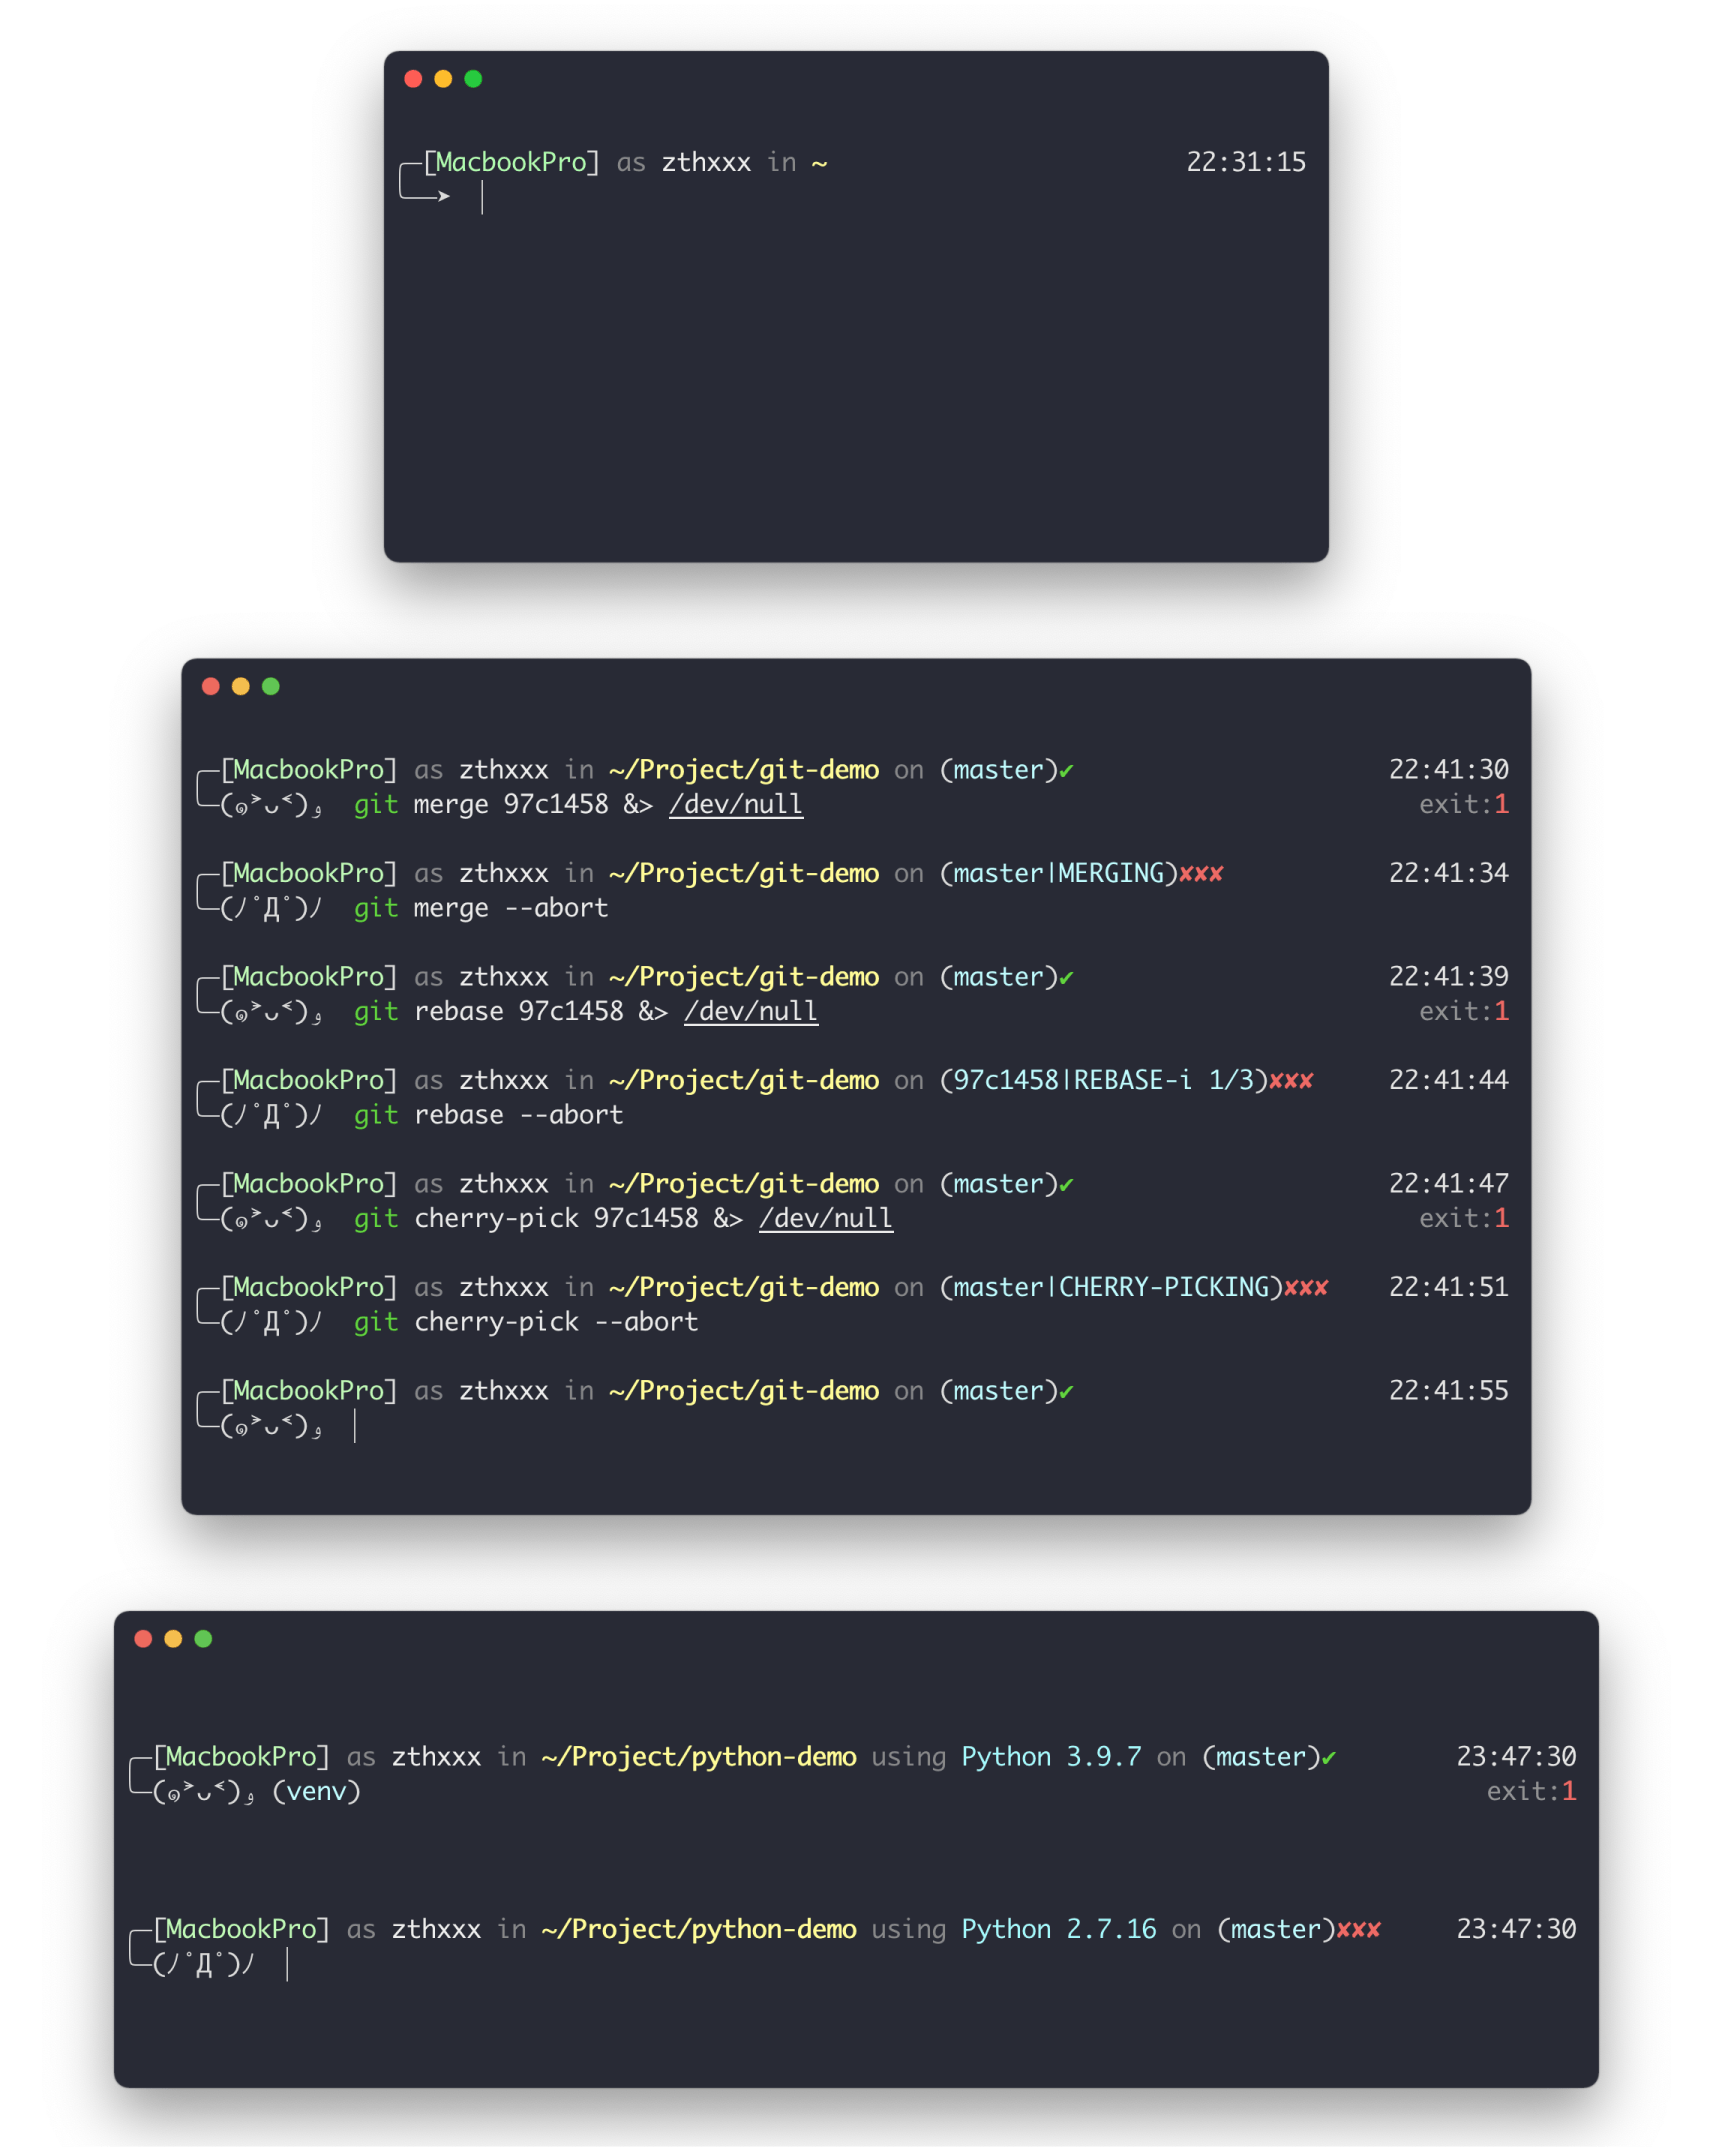 ╭─[MacbookPro] as zthxxx in ~ 22:31:15
╰──➤
╭─[MacbookPro] as zthxxx in ~/Project/git-demo on (master)✔ 22:41:30
╰─(๑˃̵ᴗ˂̵)و git merge 97c1458 &> /dev/null exit:1
╭─[MacbookPro] as zthxxx in ~/Project/git-demo on (master|MERGING)✘✘✘ 22:41:34
╰─(ﾉ˚Д˚)ﾉ git merge --abort
╭─[MacbookPro] as zthxxx in ~/Project/git-demo on (master)✔ 22:41:39
╰─(๑˃̵ᴗ˂̵)و git rebase 97c1458 &> /dev/null exit:1
╭─[MacbookPro] as zthxxx in ~/Project/git-demo on (97c1458|REBASE-i 1/3)✘✘✘ 22:41:44
╰─(ﾉ˚Д˚)ﾉ git rebase --abort
╭─[MacbookPro] as zthxxx in ~/Project/git-demo on (master)✔ 22:41:47
╰─(๑˃̵ᴗ˂̵)و git cherry-pick 97c1458 &> /dev/null exit:1
╭─[MacbookPro] as zthxxx in ~/Project/git-demo on (master|CHERRY-PICKING)✘✘✘ 22:41:51
╰─(ﾉ˚Д˚)ﾉ git cherry-pick --abort
╭─[MacbookPro] as zthxxx in ~/Project/git-demo on (master)✔ 22:41:55
╰─(๑˃̵ᴗ˂̵)و
╭─[MacbookPro] as zthxxx in ~/Project/python-demo using Python 3.9.7 on (master)✔ 23:47:30
╰─(๑˃̵ᴗ˂̵)و (venv) exit:1
╭─[MacbookPro] as zthxxx in ~/Project/python-demo using Python 2.7.16 on (master)✘✘✘ 23:47:30
╰─(ﾉ˚Д˚)ﾉ